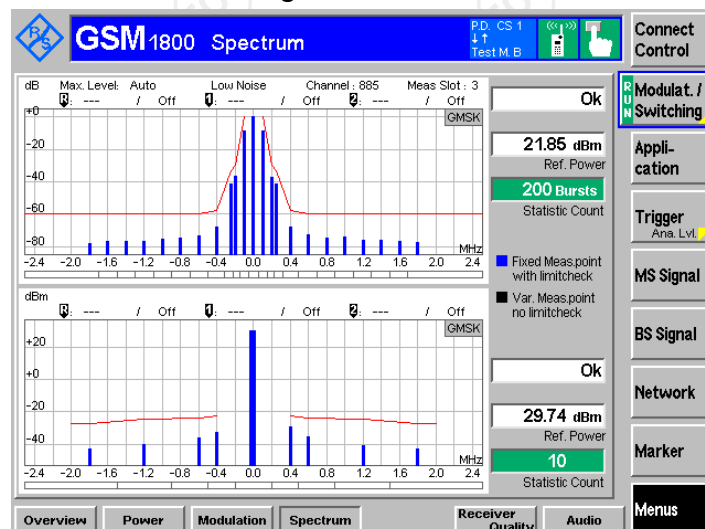 R&S GSM1800 Spectrum
P.D. CS 1
Test M. B
Connect Control
dB Max. Level: Auto Low Noise Channel : 885 Meas Slot : 3
R: --- / Off 1: --- / Off 2: --- / Off
GMSK
+0
-20
-40
-60
-80
MHz
-2.4 -2.0 -1.6 -1.2 -0.8 -0.4 0.0 0.4 0.8 1.2 1.6 2.0 2.4
Ok
21.85 dBm
Ref. Power
200 Bursts
Statistic Count
Fixed Meas.point
with limitcheck
Var. Meas.point
no limitcheck
dBm
R: --- / Off 1: --- / Off 2: --- / Off
GMSK
+20
+0
-20
-40
MHz
-2.4 -2.0 -1.6 -1.2 -0.8 -0.4 0.0 0.4 0.8 1.2 1.6 2.0 2.4
Ok
29.74 dBm
Ref. Power
10
Statistic Count
RUN
Modulat. /
Switching
Appli-
cation
Trigger
Ana. Lvl.
MS Signal
BS Signal
Network
Marker
Menus
Overview Power Modulation Spectrum Receiver Quality Audio